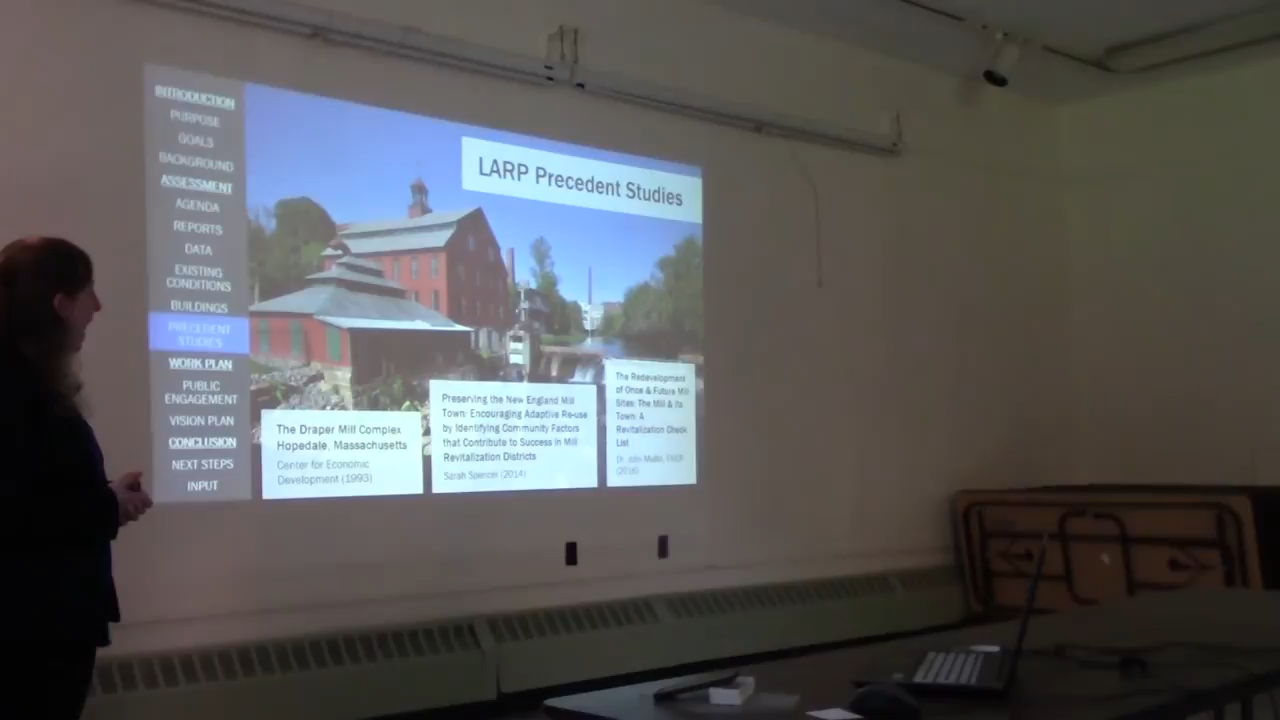 INTRODUCTION
PURPOSE
GOALS
BACKGROUND
ASSESSMENT
AGENDA
REPORTS
DATA
EXISTING
CONDITIONS
BUILDINGS
PRECEDENT
STUDIES
WORK PLAN
PUBLIC
ENGAGEMENT
VISION PLAN
CONCLUSION
NEXT STEPS
INPUT
LARP Precedent Studies
The Draper Mill Complex
Hopedale, Massachusetts
Center for Economic
Development (1993)
Preserving the New England Mill
Town: Encouraging Adaptive Re-use
by Identifying Community Factors
that Contribute to Success in Mill
Revitalization Districts
Sarah Spencer (2014)
The Redevelopment
of Once & Future Mill
Sites: The Mill & Its
Town: A
Revitalization Check
List
Dr. John